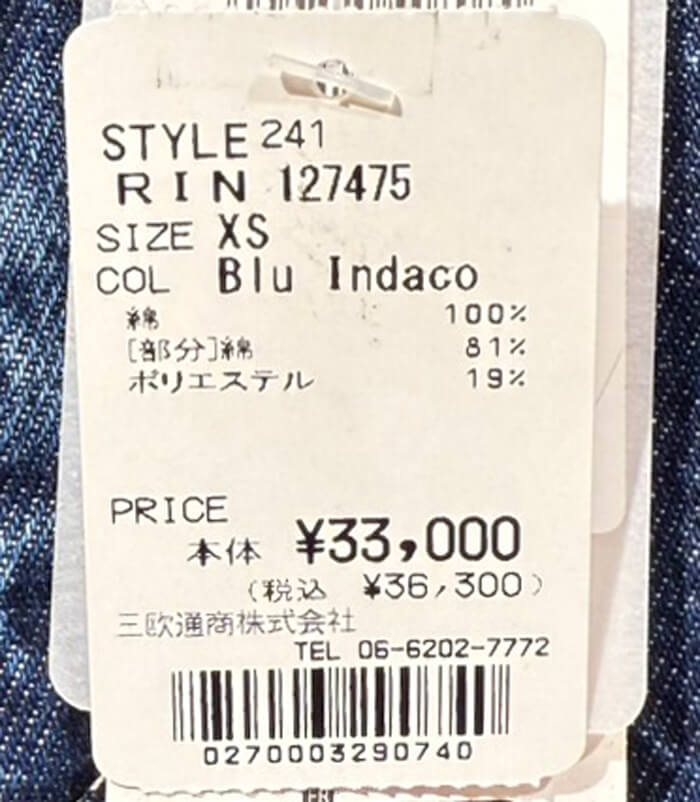 STYLE 241
RIN 127475
SIZE XS
COL Blu Indaco
綿 100%
[部分]綿 81%
ポリエステル 19%
PRICE
本体 ¥33,000
(税込 ¥36,300)
三欧通商株式会社
TEL 06-6202-7772
0270003290740